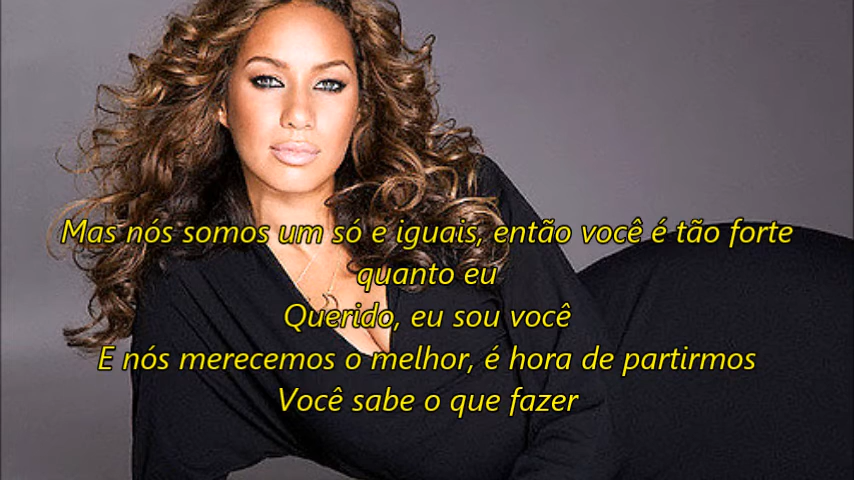 Mas nós somos um só e iguais, então você é tão forte
quanto eu
Querido, eu sou você
E nós merecemos o melhor, é hora de partirmos
Você sabe o que fazer